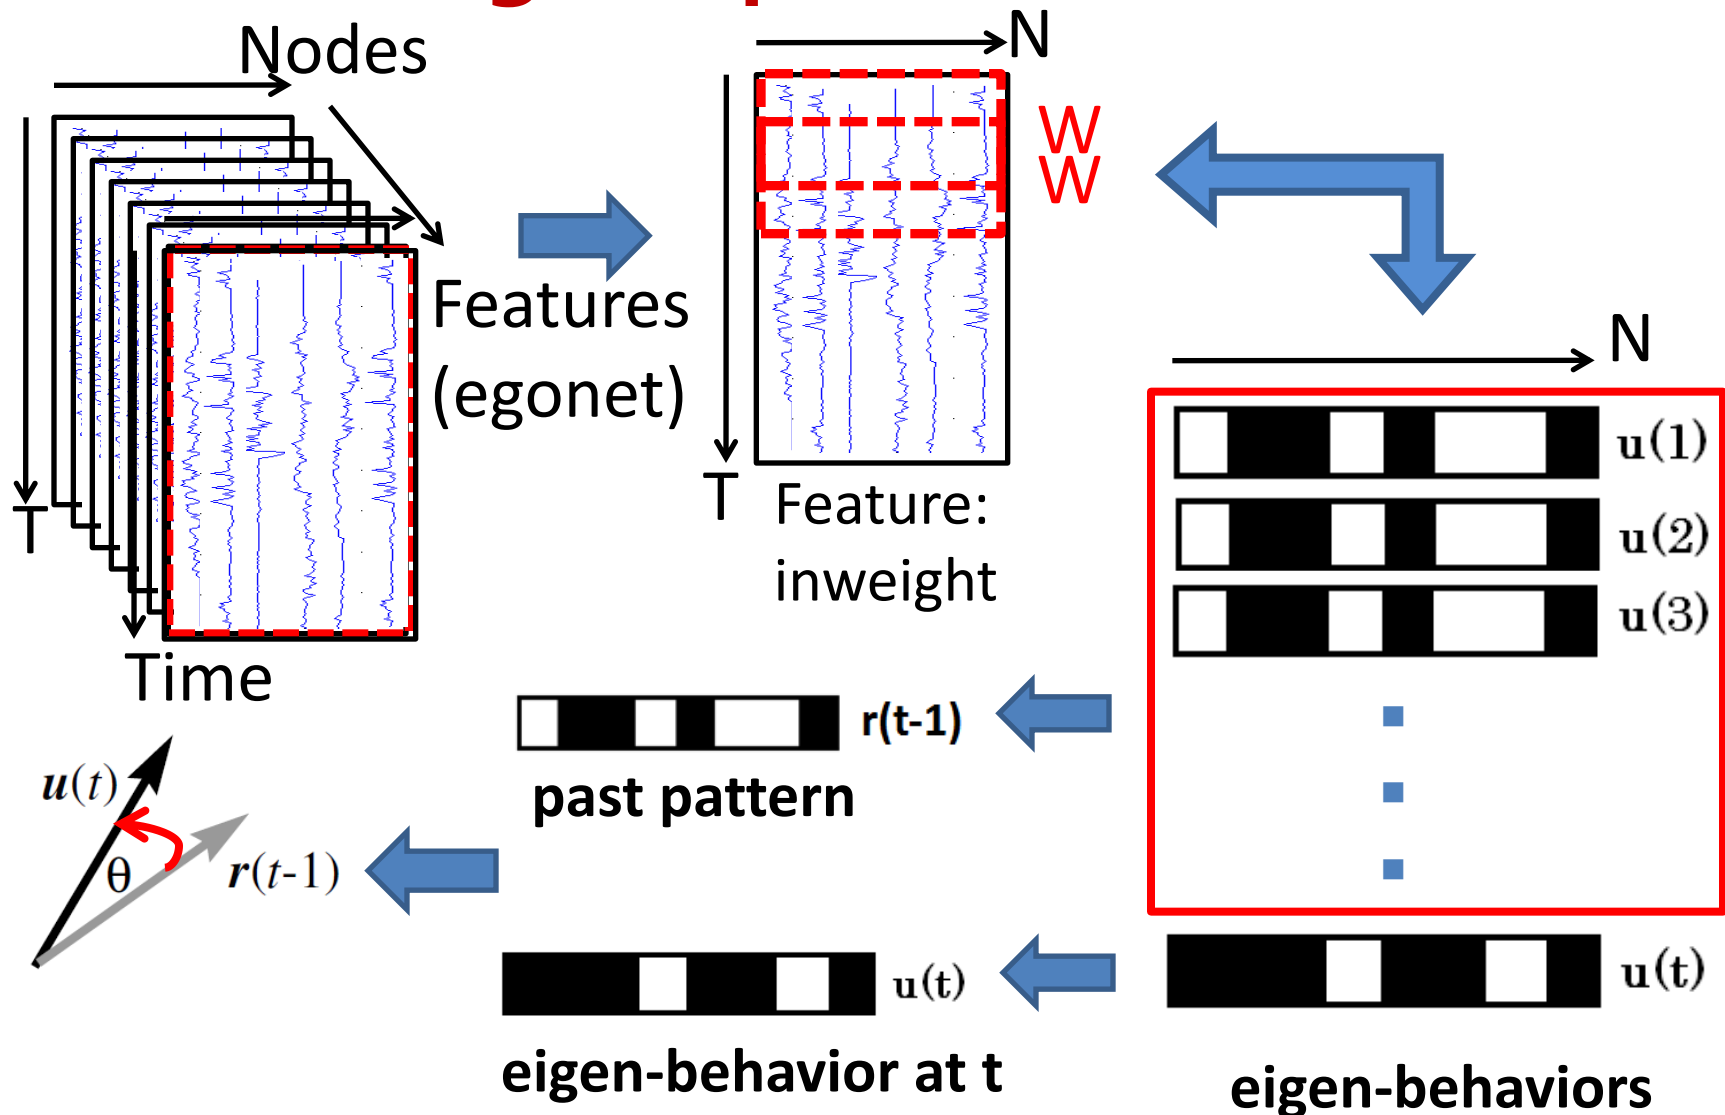 Nodes
N
W
W
Features
(egonet)
T
T
Feature:
inweight
Time
N
u(1)
u(2)
u(3)
r(t-1)
past pattern
u(t)
θ
r(t-1)
u(t)
eigen-behavior at t
u(t)
eigen-behaviors